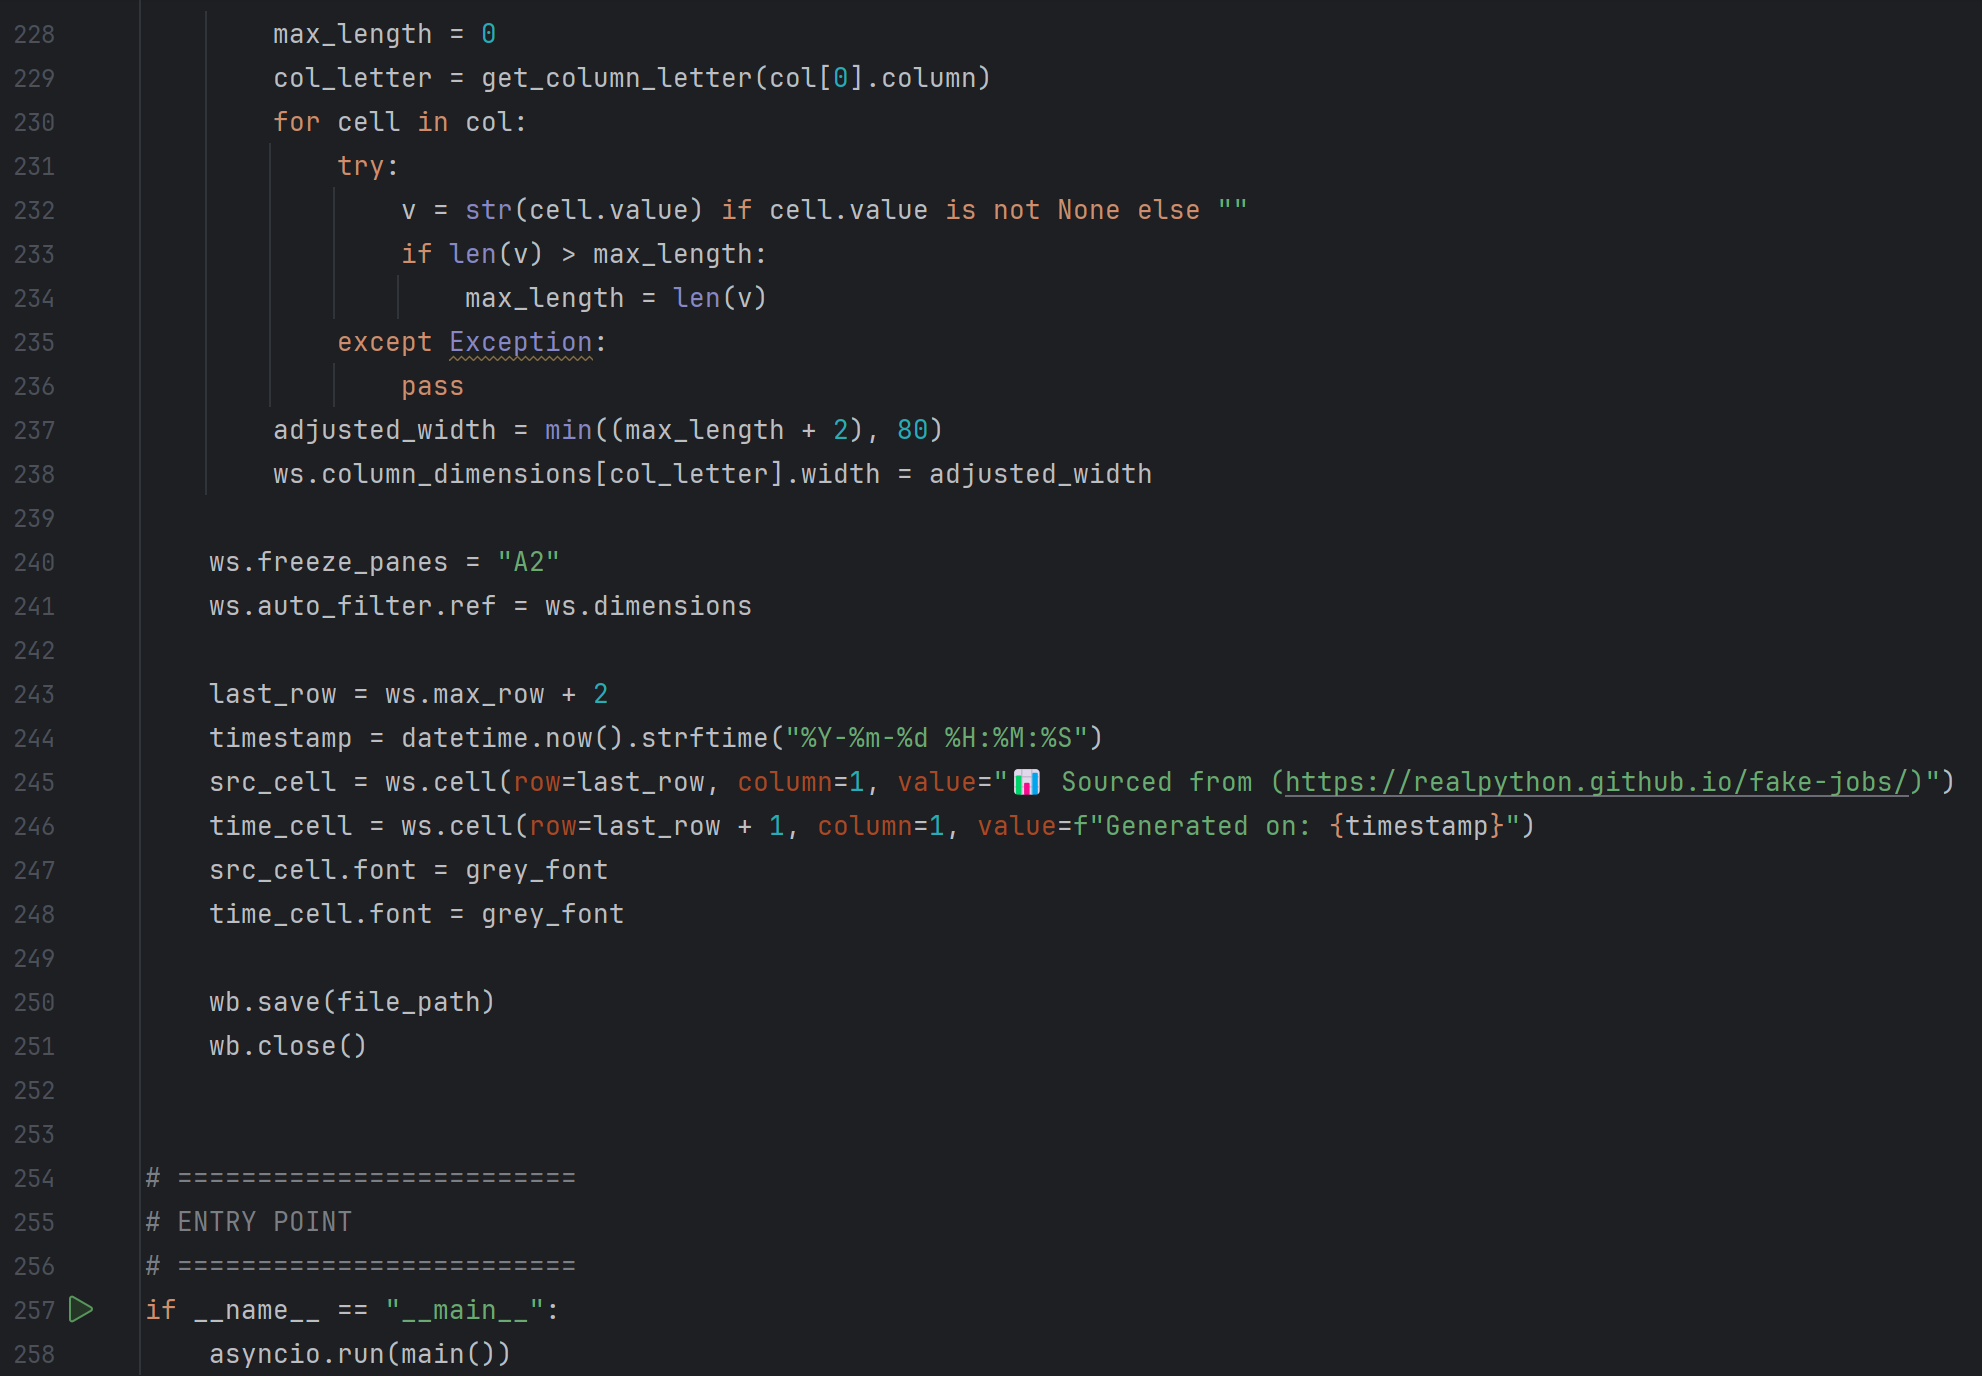 228 max_length = 0
229 col_letter = get_column_letter(col[0].column)
230 for cell in col:
231 try:
232 v = str(cell.value) if cell.value is not None else ""
233 if len(v) > max_length:
234 max_length = len(v)
235 except Exception:
236 pass
237 adjusted_width = min((max_length + 2), 80)
238 ws.column_dimensions[col_letter].width = adjusted_width
239
240 ws.freeze_panes = "A2"
241 ws.auto_filter.ref = ws.dimensions
242
243 last_row = ws.max_row + 2
244 timestamp = datetime.now().strftime("%Y-%m-%d %H:%M:%S")
245 src_cell = ws.cell(row=last_row, column=1, value="📊 Sourced from (https://realpython.github.io/fake-jobs/)")
246 time_cell = ws.cell(row=last_row + 1, column=1, value=f"Generated on: {timestamp}")
247 src_cell.font = grey_font
248 time_cell.font = grey_font
249
250 wb.save(file_path)
251 wb.close()
252
253
254 # =========================
255 # ENTRY POINT
256 # =========================
257 if __name__ == "__main__":
258 asyncio.run(main())